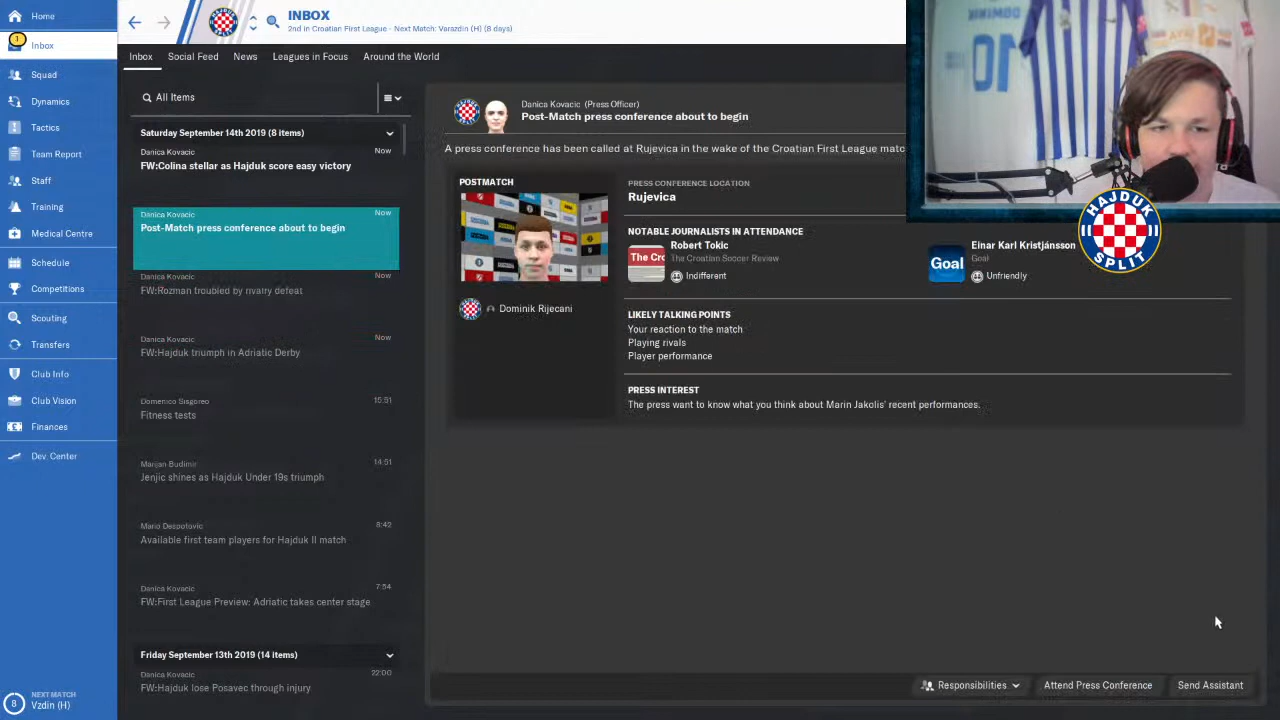 Home
3
Inbox
Squad
Dynamics
Tactics
Team Report
Staff
Training
Medical Centre
Schedule
Competitions
Scouting
Transfers
Club Info
Club Vision
Finances
Dev. Center
8
NEXT MATCH
Vzdin (H)
INBOX
2nd in Croatian First League - Next Match: Varazdin (H) (8 days)
Inbox
Social Feed
News
Leagues in Focus
Around the World
All Items
Saturday September 14th 2019 (8 items)
Danica Kovacic
Now
FW:Colina stellar as Hajduk score easy victory
Danica Kovacic
Now
Post-Match press conference about to begin
Danica Kovacic
Now
FW:Rozman troubled by rivalry defeat
Danica Kovacic
Now
FW:Hajduk triumph in Adriatic Derby
Domenico Sisgoreo
15:51
Fitness tests
Marijan Budimir
14:51
Jenjic shines as Hajduk Under 19s triumph
Mario Despotovic
8:42
Available first team players for Hajduk II match
Danica Kovacic
7:54
FW:First League Preview: Adriatic takes center stage
Friday September 13th 2019 (14 items)
Danica Kovacic
22:00
FW:Hajduk lose Posavec through injury
Danica Kovacic (Press Officer)
Post-Match press conference about to begin
A press conference has been called at Rujevica in the wake of the Croatian First League matc
POSTMATCH
Dominik Rijecani
PRESS CONFERENCE LOCATION
Rujevica
NOTABLE JOURNALISTS IN ATTENDANCE
The Cro
Robert Tokic
The Croatian Soccer Review
Indifferent
Goal
Einar Karl Kristjánsson
Goal
Unfriendly
LIKELY TALKING POINTS
Your reaction to the match
Playing rivals
Player performance
PRESS INTEREST
The press want to know what you think about Marin Jakolis' recent performances.
Responsibilities
Attend Press Conference
Send Assistant
DOMINIK
10
HAJDUK
SPLIT